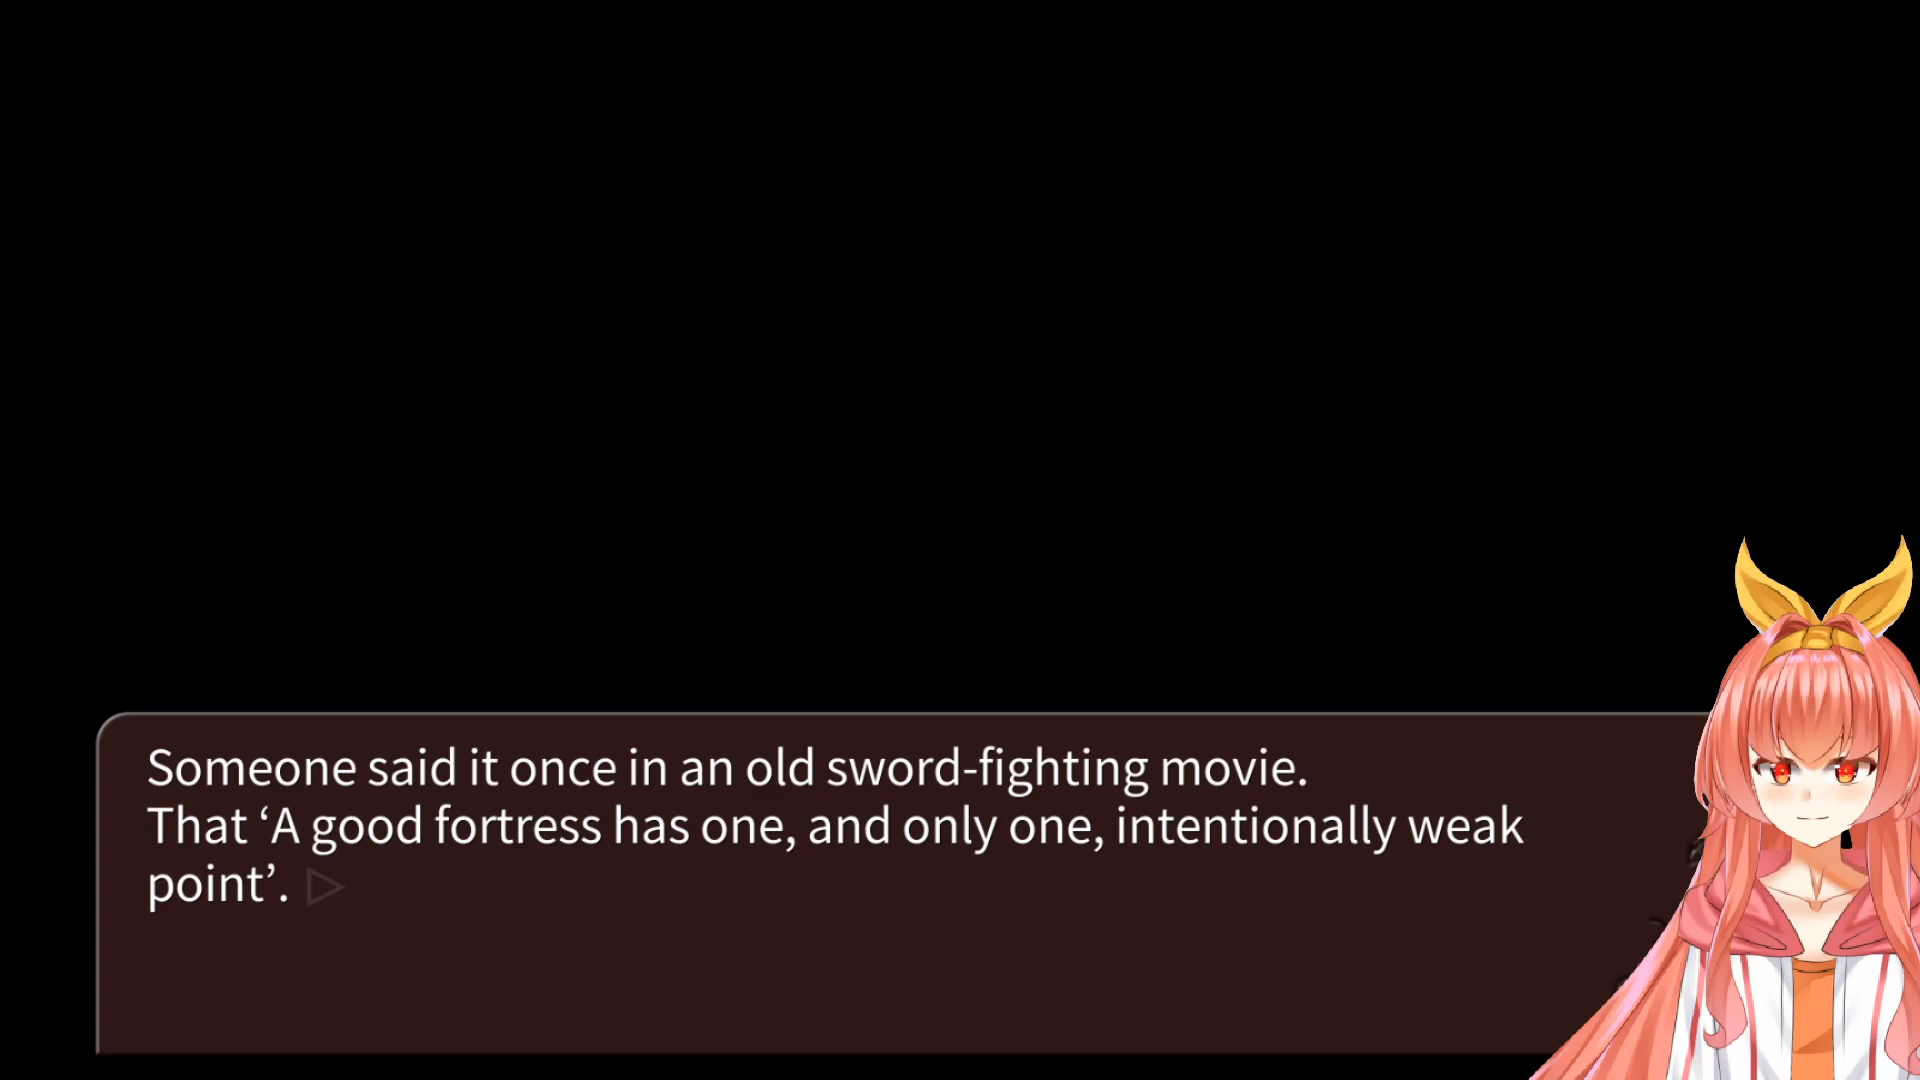 Someone said it once in an old sword-fighting movie.
That ‘A good fortress has one, and only one, intentionally weak
point’.